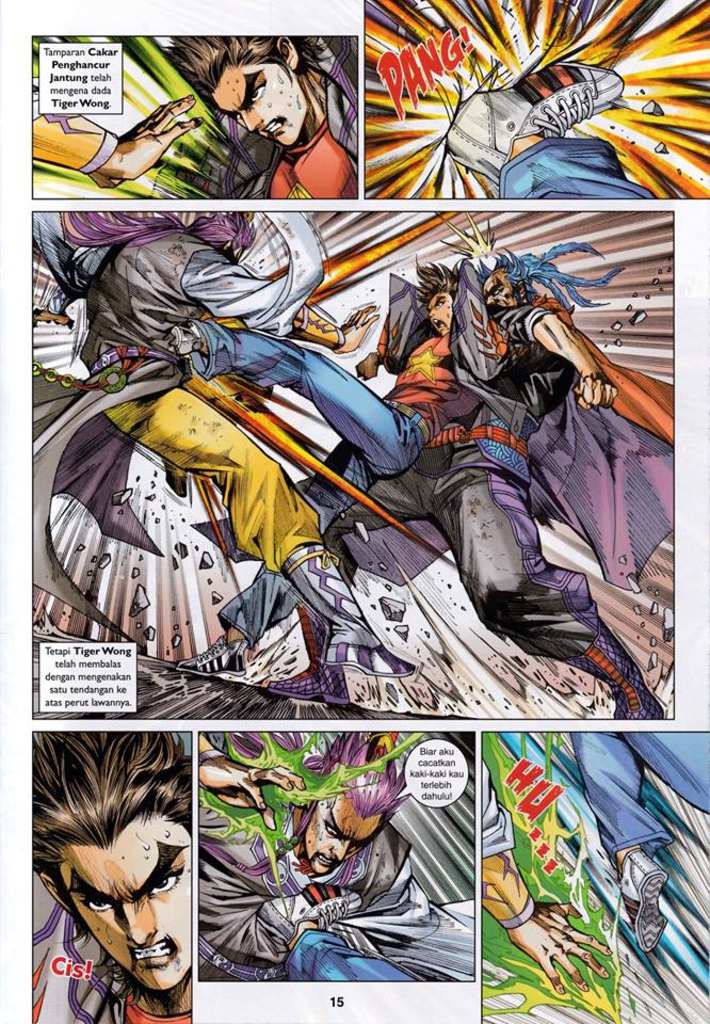 Tamparan Cakar
Penghancur
Jantung telah
mengena dada
Tiger Wong.
PANG!
Tetapi Tiger Wong
telah membalas
dengan mengenakan
satu tendangan ke
atas perut lawannya.
Cis!
Biar aku
cacatkan
kaki-kaki kau
terlebih
dahulu!
HU...
15